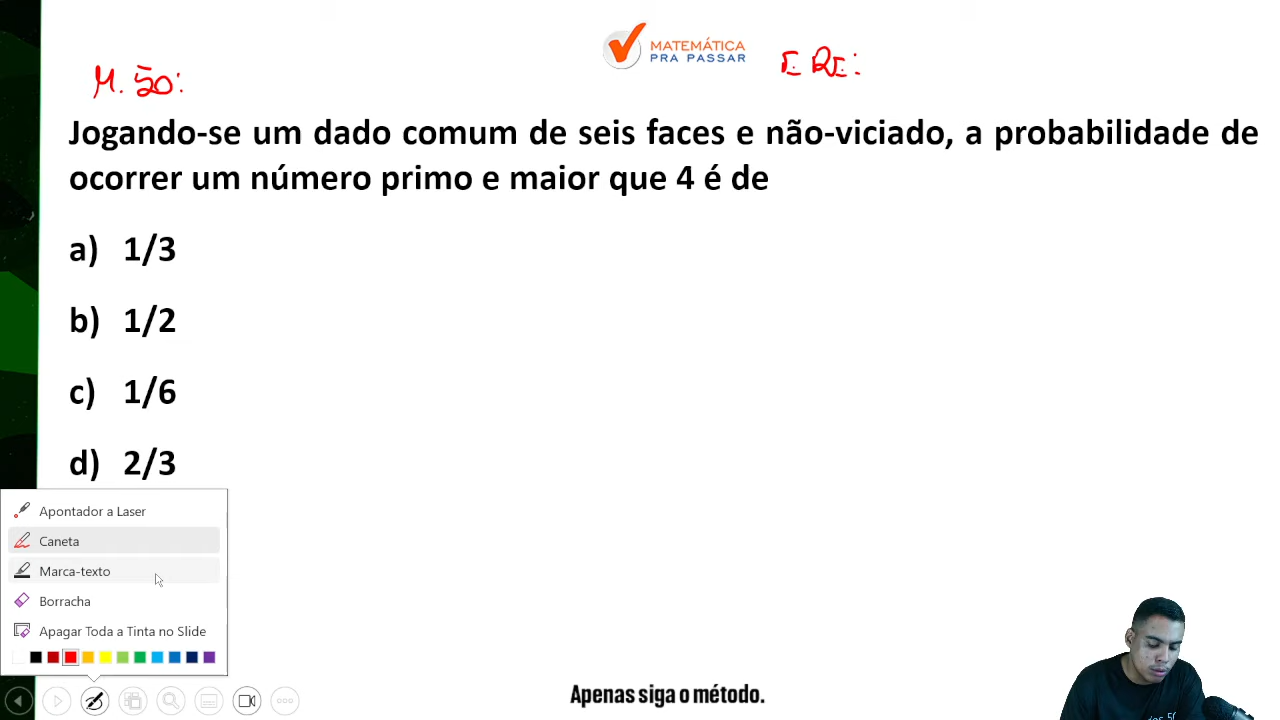 MATEMÁTICA
PRA PASSAR
M. 50:
Jogando-se um dado comum de seis faces e não-viciado, a probabilidade de
ocorrer um número primo e maior que 4 é de
a) 1/3
b) 1/2
c) 1/6
d) 2/3
Apontador a Laser
Caneta
Marca-texto
Borracha
Apagar Toda a Tinta no Slide
Apenas siga o método.